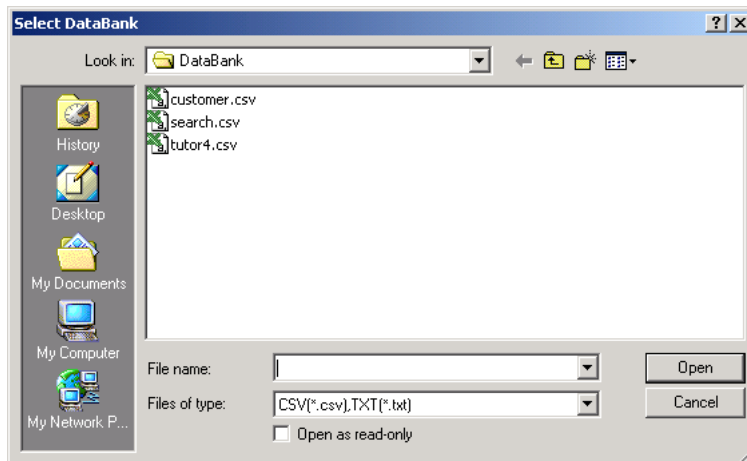 Select DataBank
Look in: DataBank
customer.csv
search.csv
tutor4.csv
History
Desktop
My Documents
My Computer
My Network P...
File name:
Open
Files of type: CSV(*.csv),TXT(*.txt)
Cancel
Open as read-only